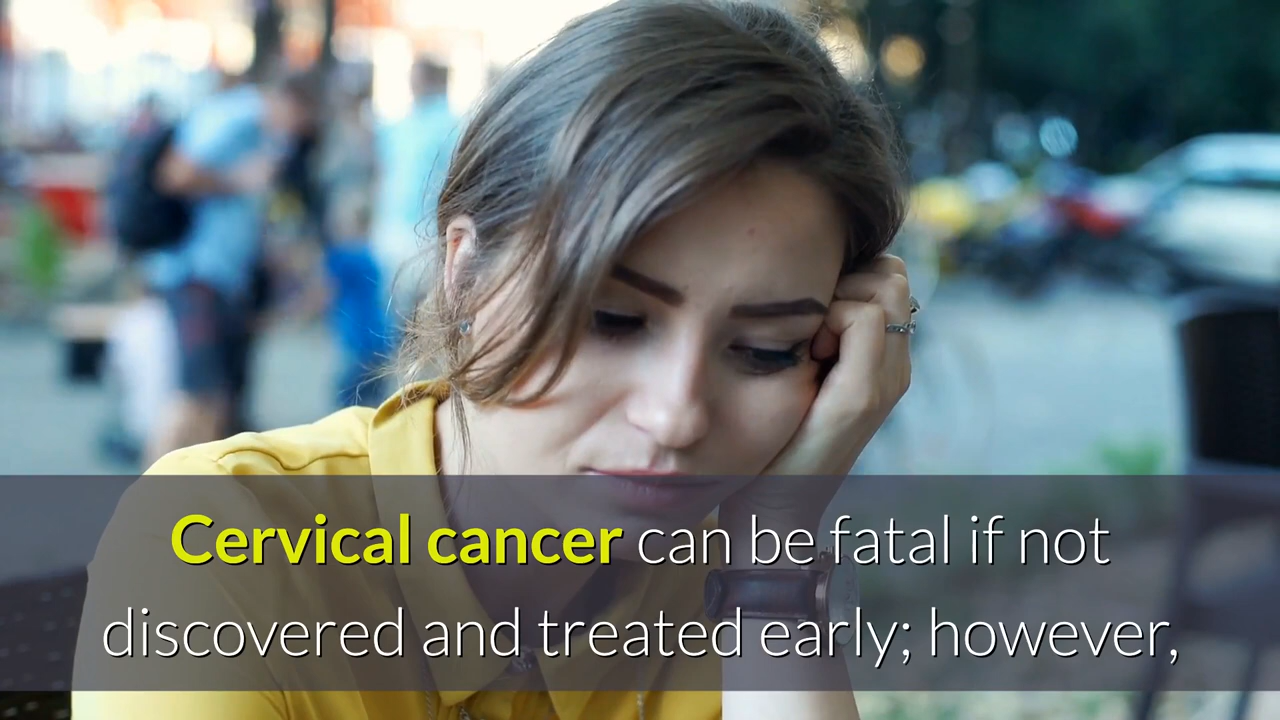 Cervical cancer can be fatal if not
discovered and treated early; however,